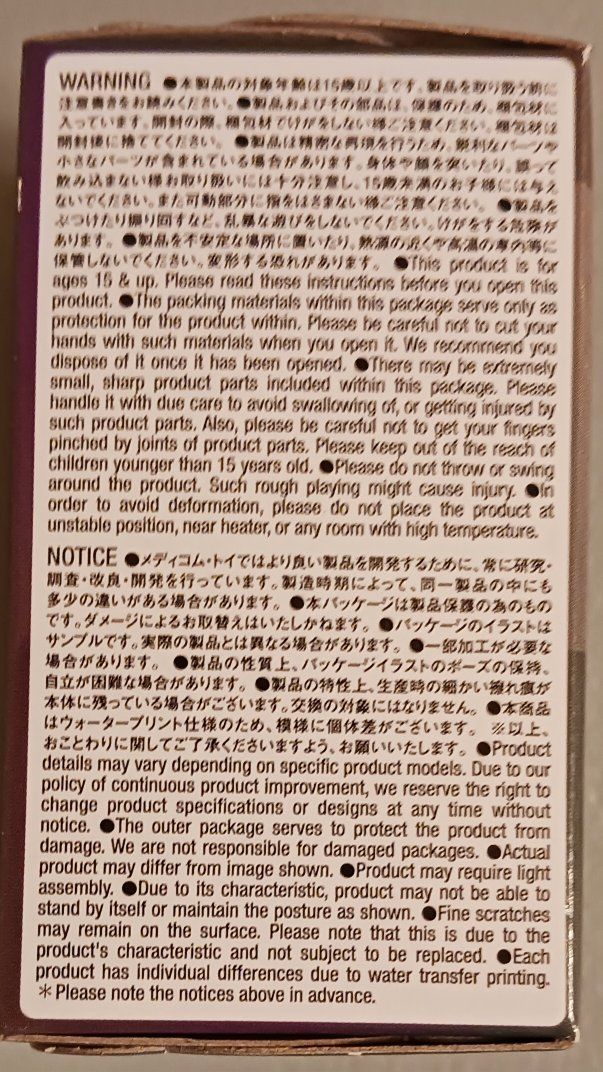 WARNING ●本製品の対象年齢は15歳以上です。製品を取り扱う前に
注意書きをお読みください。●製品およびその部品は、保護のため、梱包材に
入っています。開封の際、梱包材でけがをしない様ご注意ください。梱包材は
開封後に捨ててください。 ●製品は精密な再現を行うため、鋭利なパーツや
小さなパーツが含まれている場合があります。身体や顔を突いたり、誤って
飲み込まない様お取り扱いには十分注意し、15歳未満のお子様には与え
ないでください。また可動部分に指をはさまない様ご注意ください。 ●製品を
ぶつけたり振り回すなど、乱暴な遊びをしないでください。けがをする危険が
あります。 ●製品を不安定な場所に置いたり、熱源の近くや高温の車内等に
保管しないでください。変形する恐れがあります。 ●This product is for
ages 15 & up. Please read these instructions before you open this
product. ●The packing materials within this package serve only as
protection for the product within. Please be careful not to cut your
hands with such materials when you open it. We recommend you
dispose of it once it has been opened. ●There may be extremely
small, sharp product parts included within this package. Please
handle it with due care to avoid swallowing of, or getting injured by
such product parts. Also, please be careful not to get your fingers
pinched by joints of product parts. Please keep out of the reach of
children younger than 15 years old. ●Please do not throw or swing
around the product. Such rough playing might cause injury. ●In
order to avoid deformation, please do not place the product at
unstable position, near heater, or any room with high temperature.
NOTICE ●メディコム・トイではより良い製品を開発するために、常に研究・
調査・改良・開発を行っています。製造時期によって、同一製品の中にも
多少の違いがある場合があります。 ●本パッケージは製品保護の為のもの
です。ダメージによるお取替えはいたしかねます。 ●パッケージのイラストは
サンプルです。実際の製品とは異なる場合があります。 ●一部加工が必要な
場合があります。 ●製品の性質上、パッケージイラストのポーズの保持、
自立が困難な場合があります。 ●製品の特性上、生産時の細かい擦れ痕が
本体に残っている場合がございます。交換の対象にはなりません。 ●本商品
はウォータープリント仕様のため、模様に個体差がございます。 ※以上、
おことわりに関してご了承くださいますよう、お願いいたします。 ●Product
details may vary depending on specific product models. Due to our
policy of continuous product improvement, we reserve the right to
change product specifications or designs at any time without
notice. ●The outer package serves to protect the product from
damage. We are not responsible for damaged packages. ●Actual
product may differ from image shown. ●Product may require light
assembly. ●Due to its characteristic, product may not be able to
stand by itself or maintain the posture as shown. ●Fine scratches
may remain on the surface. Please note that this is due to the
product's characteristic and not subject to be replaced. ●Each
product has individual differences due to water transfer printing.
＊Please note the notices above in advance.